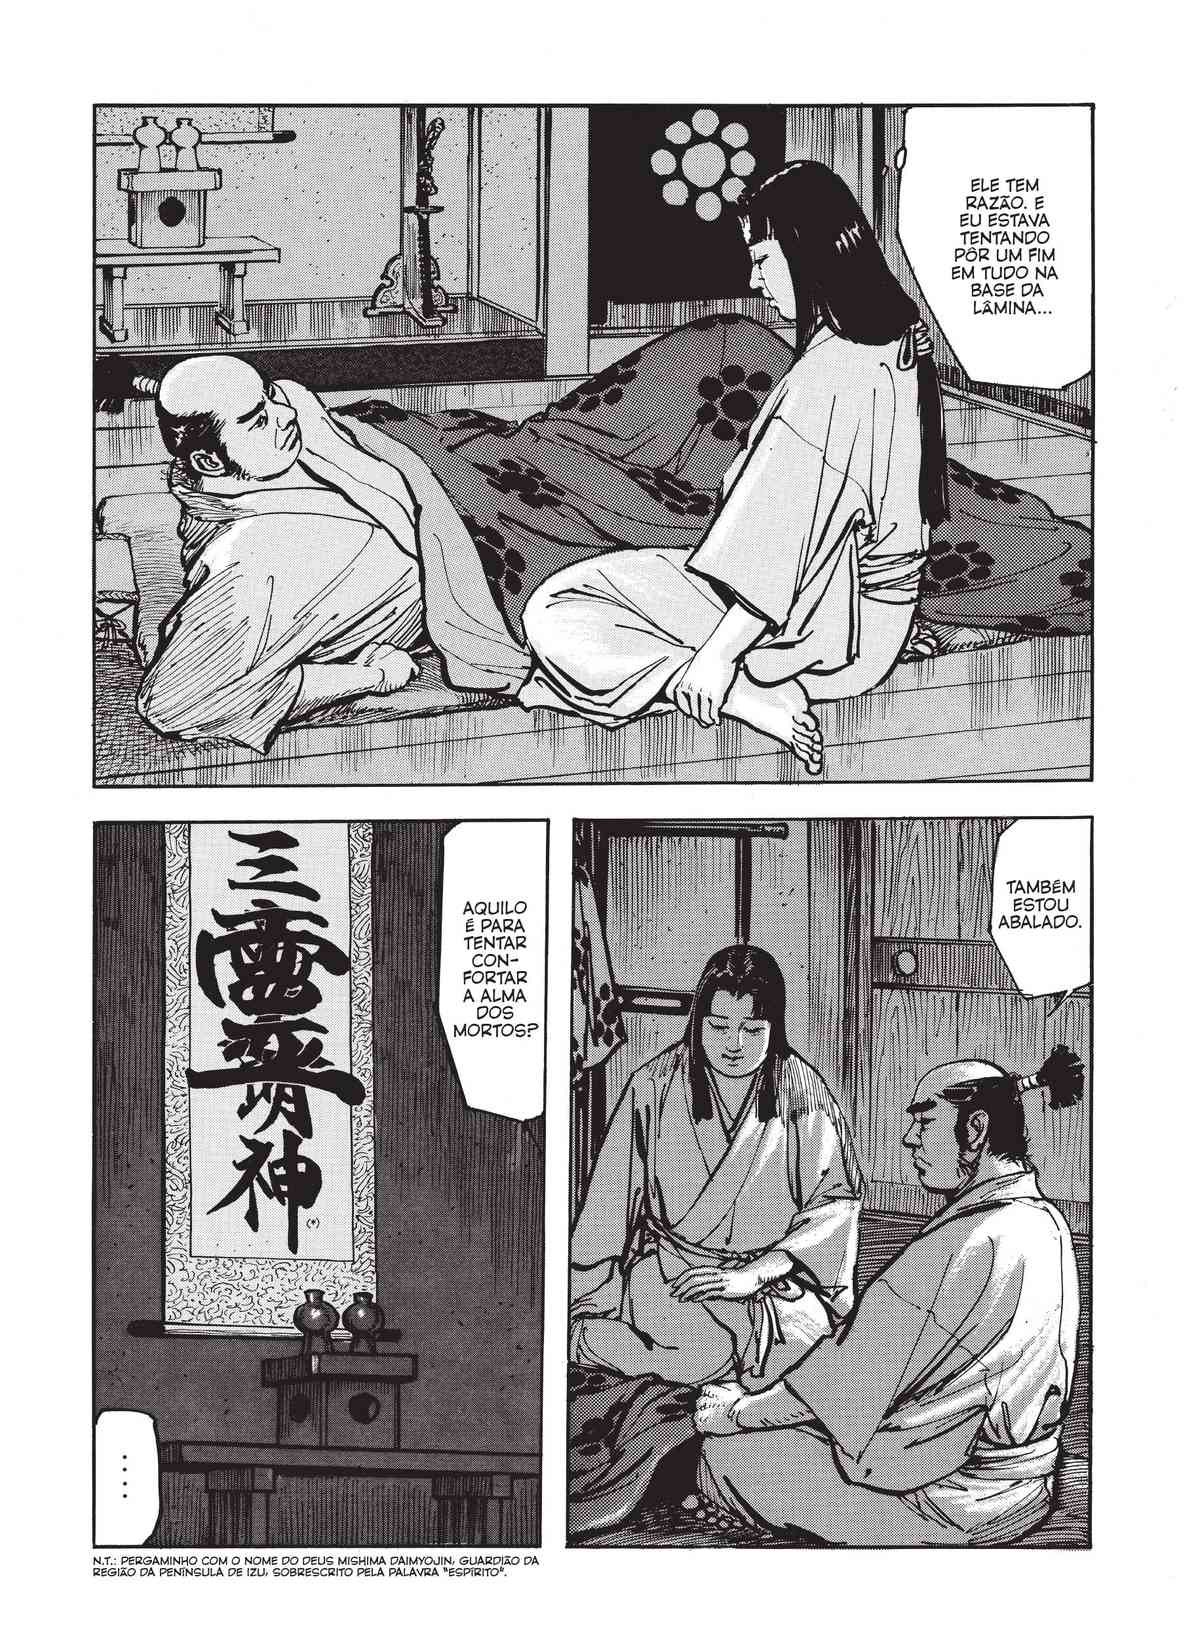 ELE TEM
RAZÃO. E
EU ESTAVA
TENTANDO
PÔR UM FIM
EM TUDO NA
BASE DA
LÂMINA...
TAMBÉM
ESTOU
ABALADO.
AQUILO
É PARA
TENTAR
CON-
FORTAR
A ALMA
DOS
MORTOS?
三靈明神
(*)
....
N.T.: PERGAMINHO COM O NOME DO DEUS MISHIMA DAIMYOJIN, GUARDIÃO DA
REGIÃO DA PENÍNSULA DE IZU, SOBRESCRITO PELA PALAVRA "ESPÍRITO".